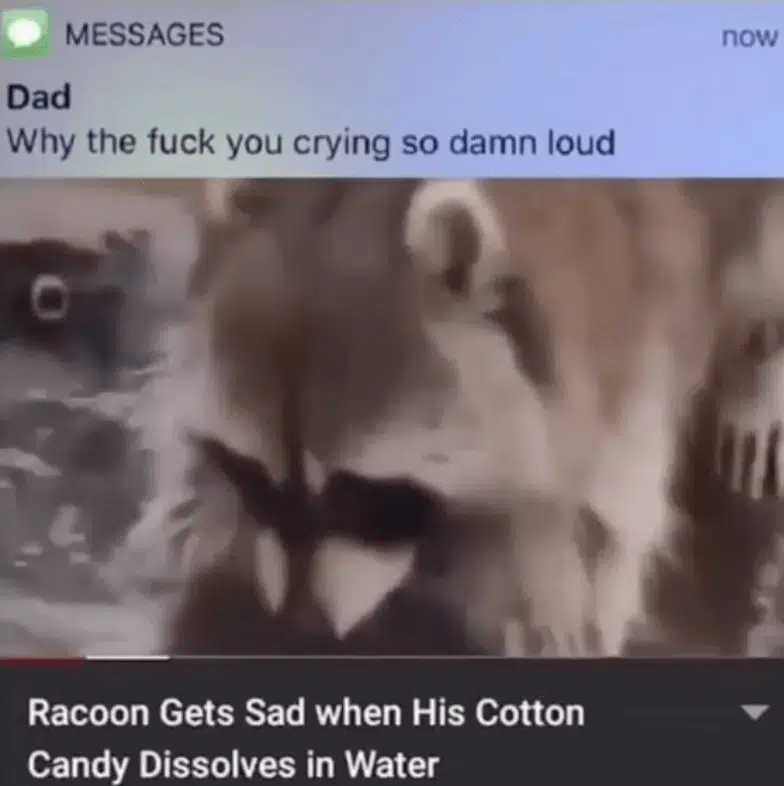 MESSAGES now
Dad
Why the fuck you crying so damn loud
Racoon Gets Sad when His Cotton
Candy Dissolves in Water